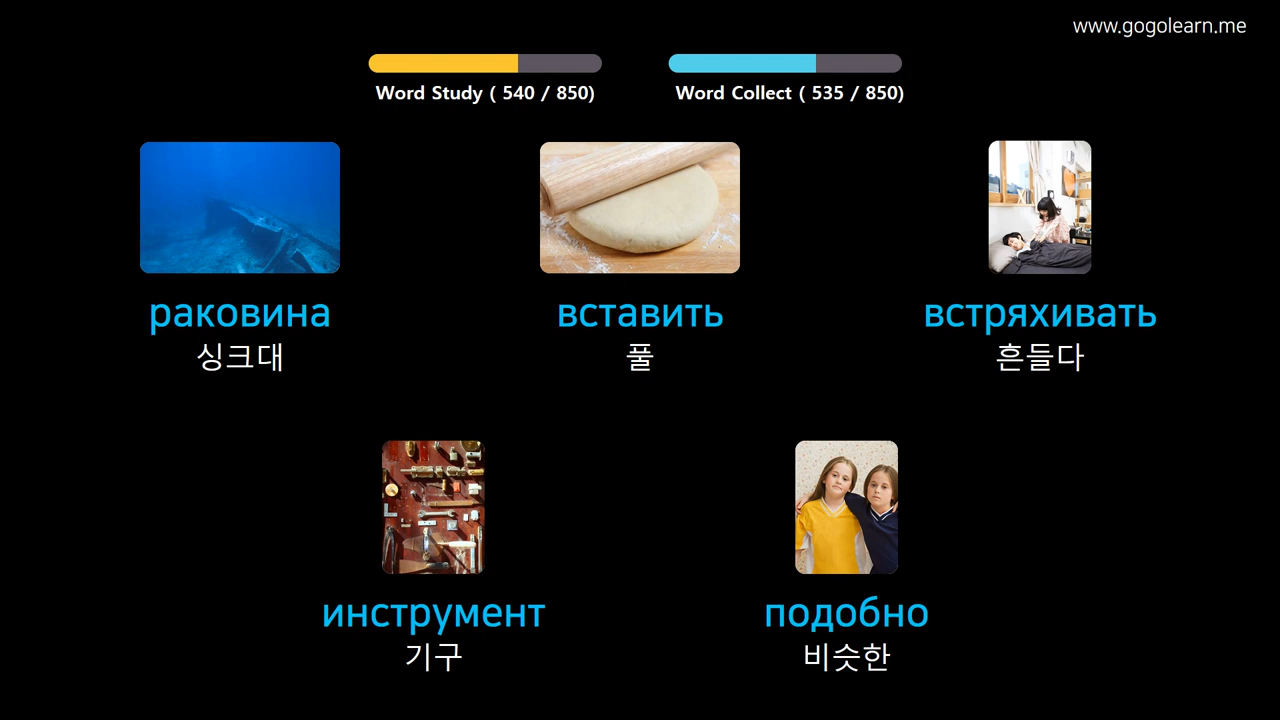 www.gogolearn.me
Word Study ( 540 / 850)
Word Collect ( 535 / 850)
раковина
싱크대
вставить
풀
встряхивать
흔들다
инструмент
기구
подобно
비슷한